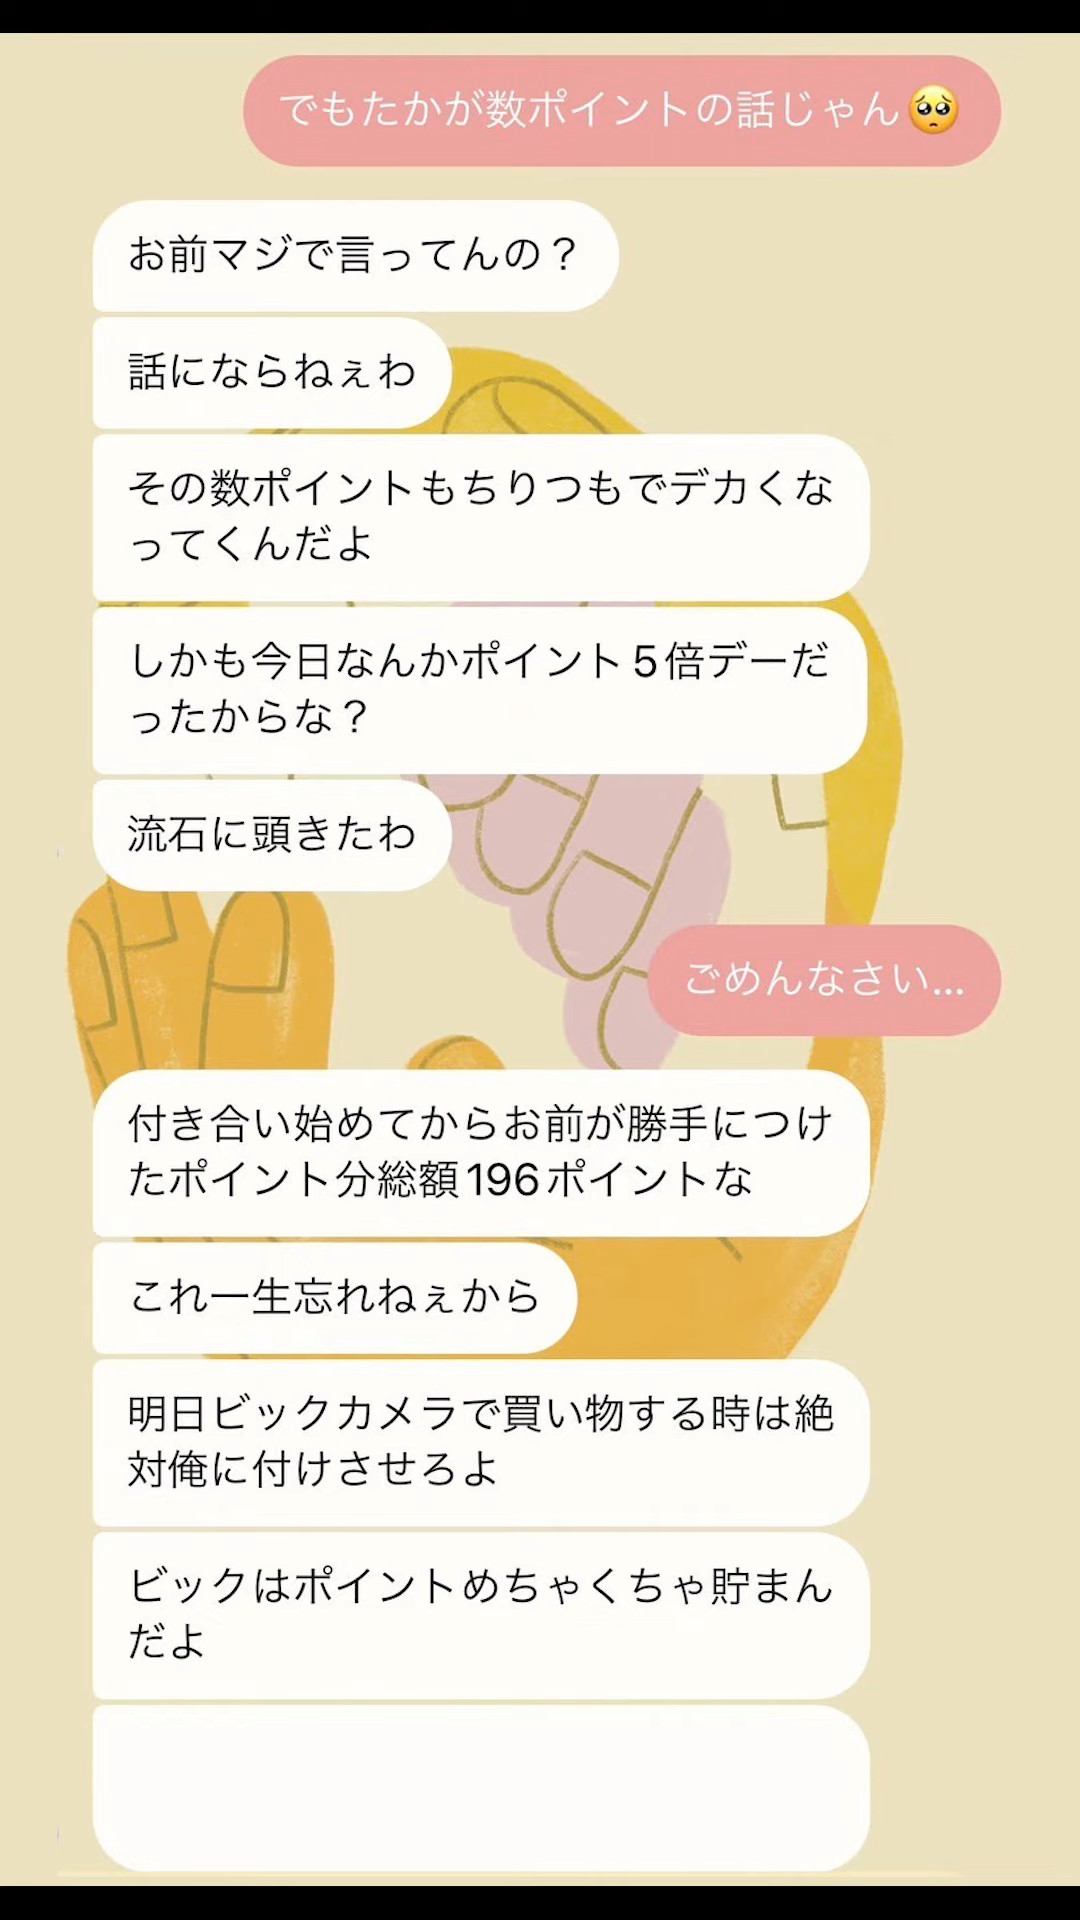 でもたかが数ポイントの話じゃん🥺
お前マジで言ってんの？
話にならねぇわ
その数ポイントもちりつもでデカくな
ってくんだよ
しかも今日なんかポイント5倍デーだ
ったからな？
流石に頭きたわ
ごめんなさい...
付き合い始めてからお前が勝手につけ
たポイント分総額196ポイントな
これ一生忘れねぇから
明日ビックカメラで買い物する時は絶
対俺に付けさせろよ
ビックはポイントめちゃくちゃ貯まん
だよ